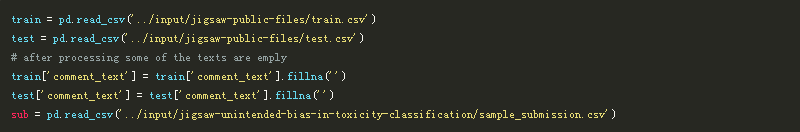 train = pd.read_csv('../input/jigsaw-public-files/train.csv')
test = pd.read_csv('../input/jigsaw-public-files/test.csv')
# after processing some of the texts are emply
train['comment_text'] = train['comment_text'].fillna('')
test['comment_text'] = test['comment_text'].fillna('')
sub = pd.read_csv('../input/jigsaw-unintended-bias-in-toxicity-classification/sample_submission.csv')